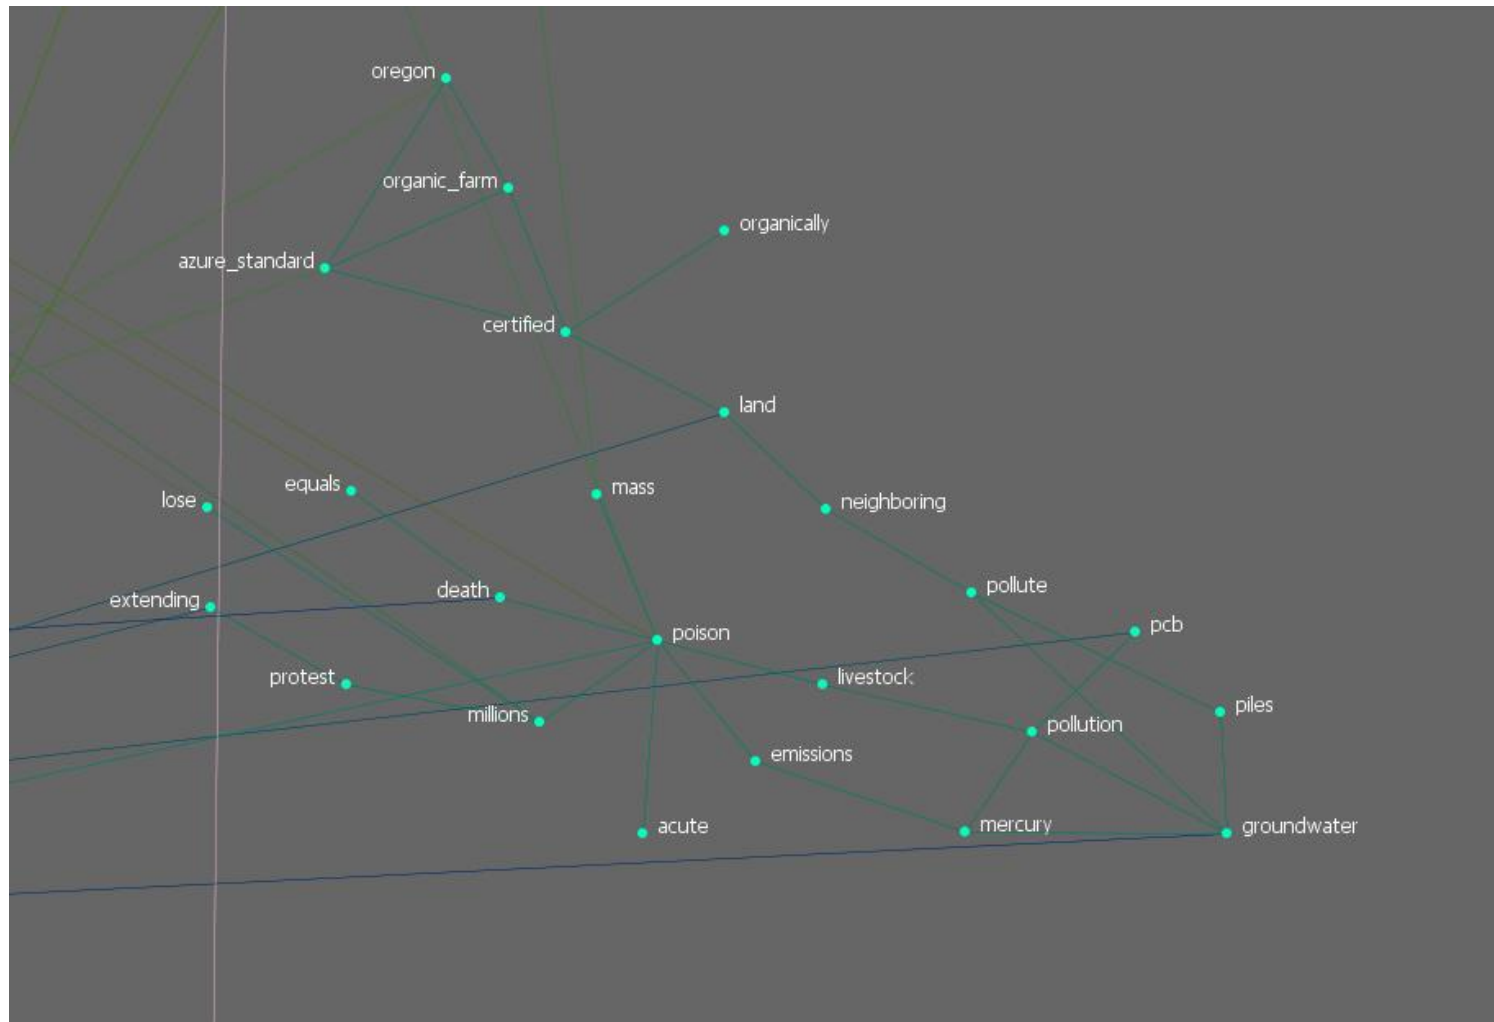 oregon
organic_farm
organically
azure_standard
certified
land
equals
mass
lose
neighboring
death
pollute
extending
pcb
poison
protest
livestock
piles
millions
pollution
emissions
acute
mercury
groundwater